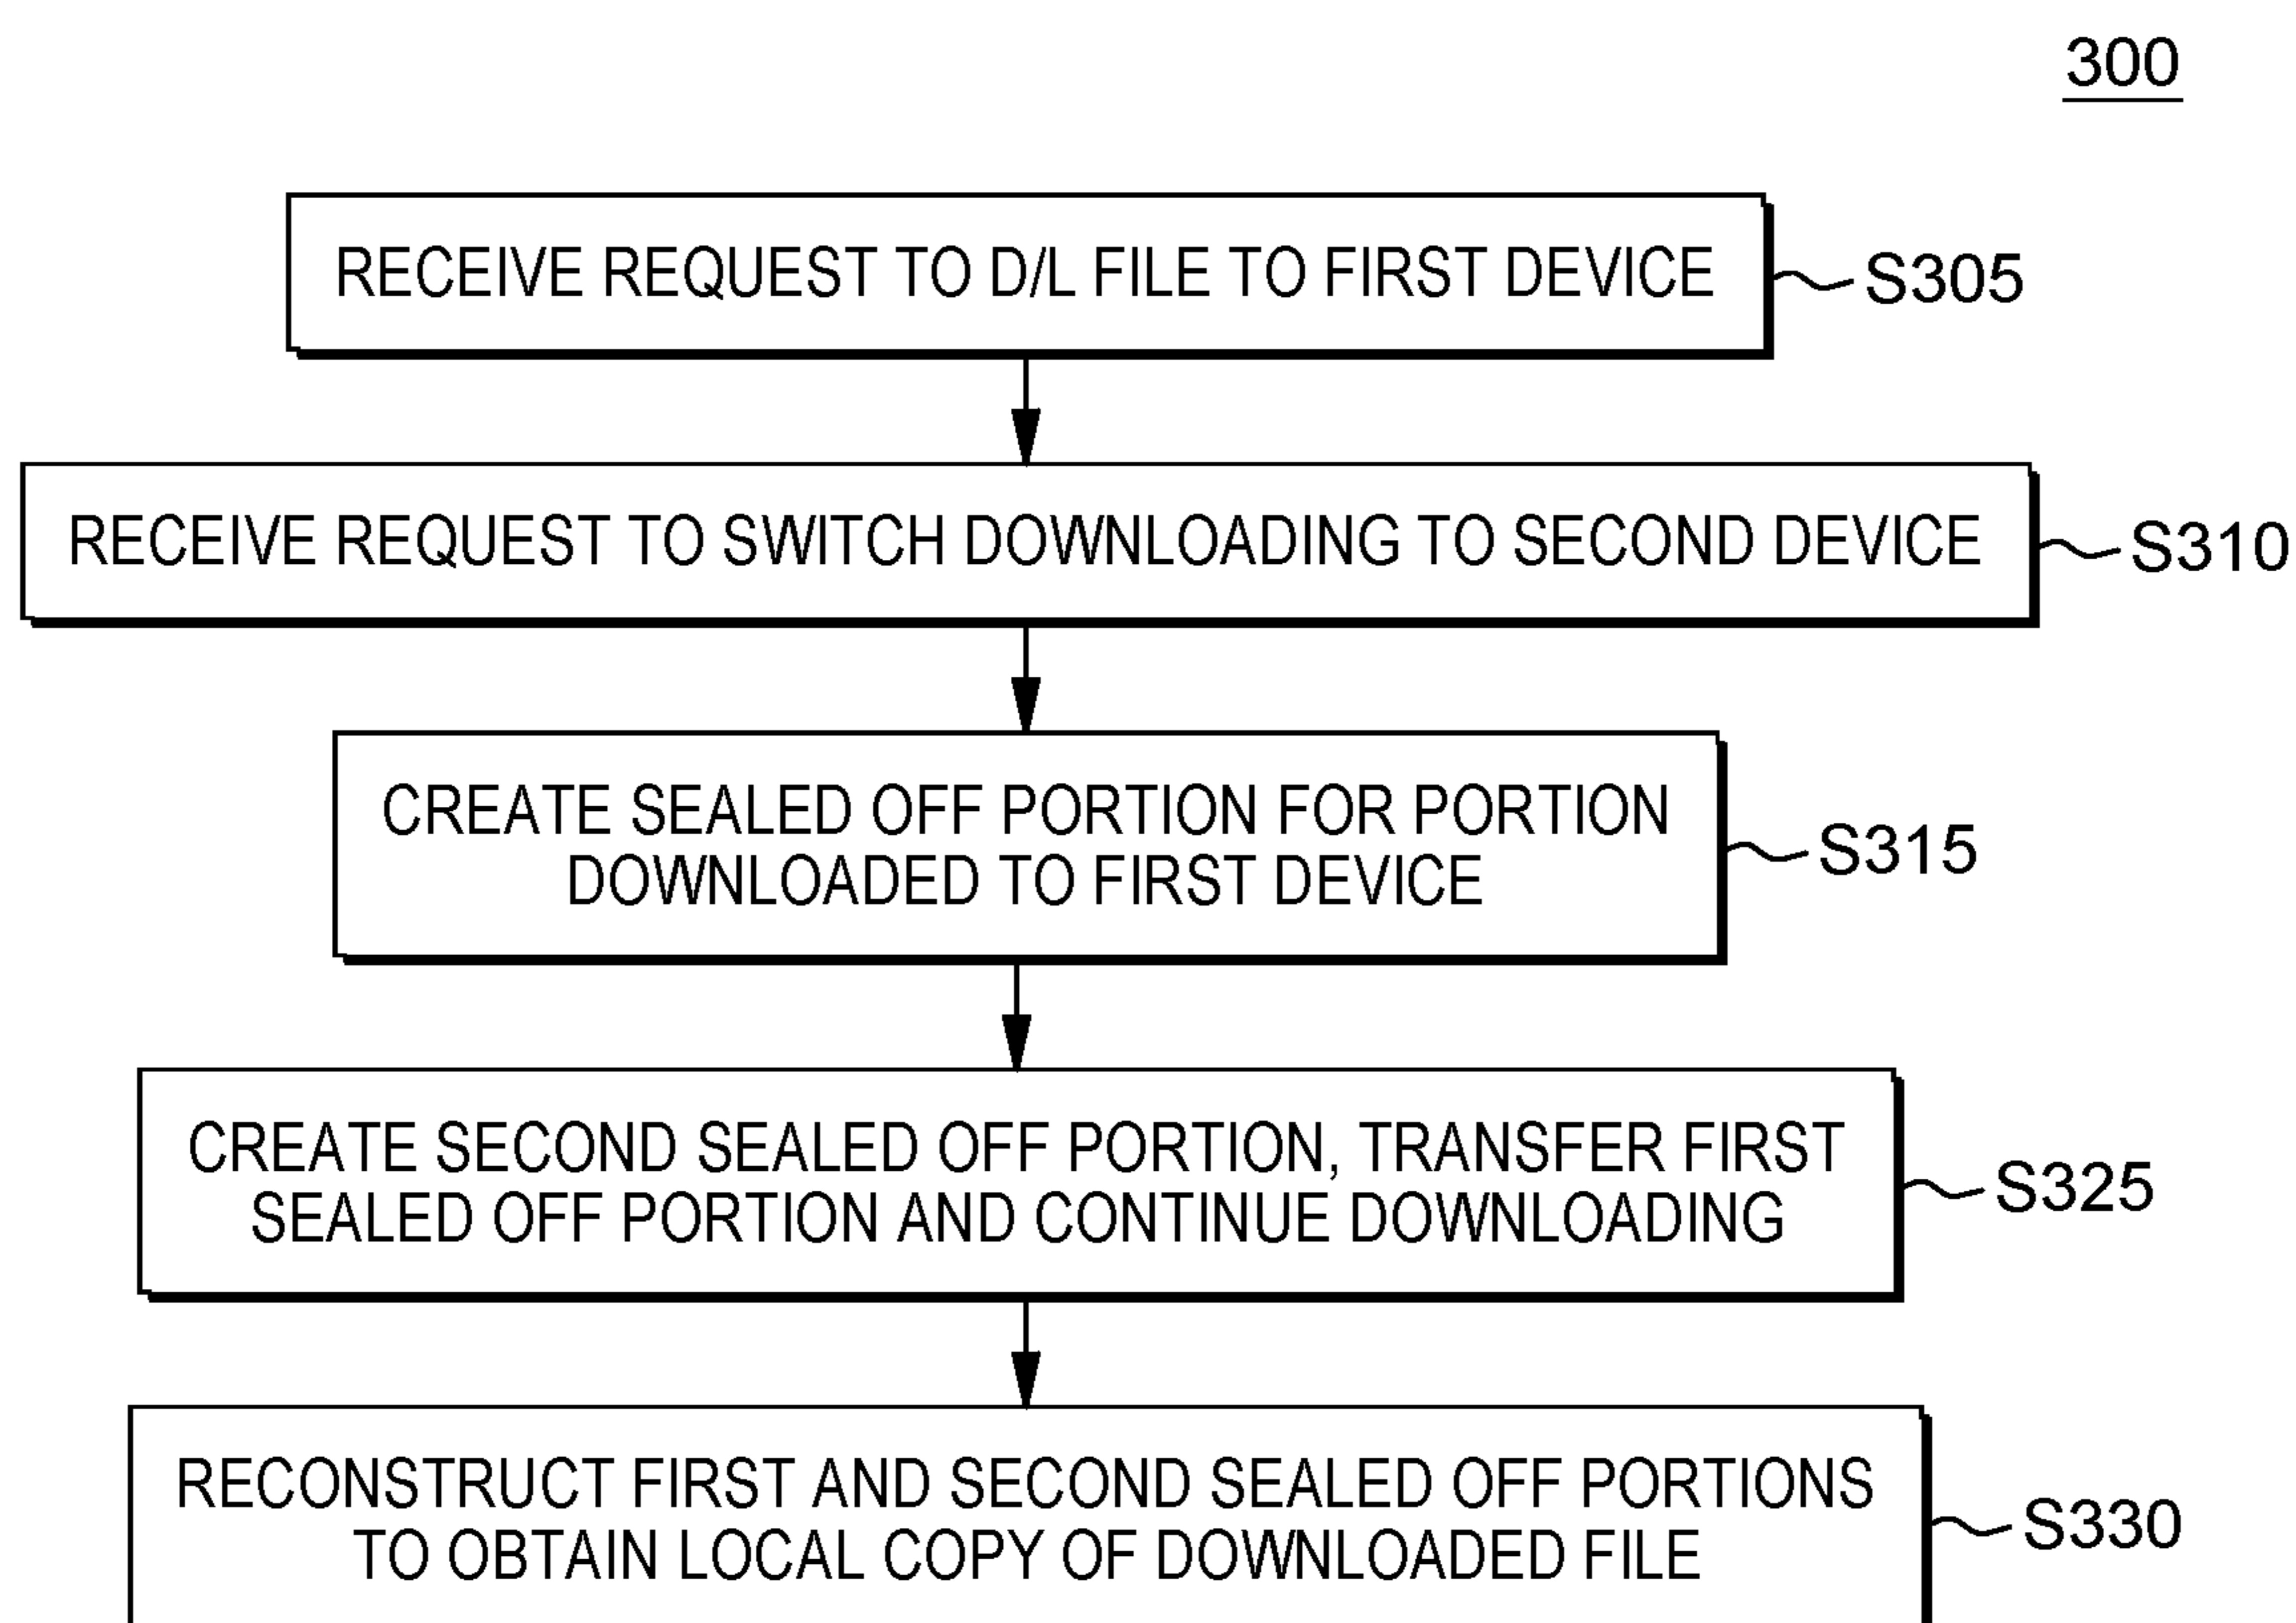 300
RECEIVE REQUEST TO D/L FILE TO FIRST DEVICE
S305
RECEIVE REQUEST TO SWITCH DOWNLOADING TO SECOND DEVICE
S310
CREATE SEALED OFF PORTION FOR PORTION
DOWNLOADED TO FIRST DEVICE
S315
CREATE SECOND SEALED OFF PORTION, TRANSFER FIRST
SEALED OFF PORTION AND CONTINUE DOWNLOADING
S325
RECONSTRUCT FIRST AND SECOND SEALED OFF PORTIONS
TO OBTAIN LOCAL COPY OF DOWNLOADED FILE
S330